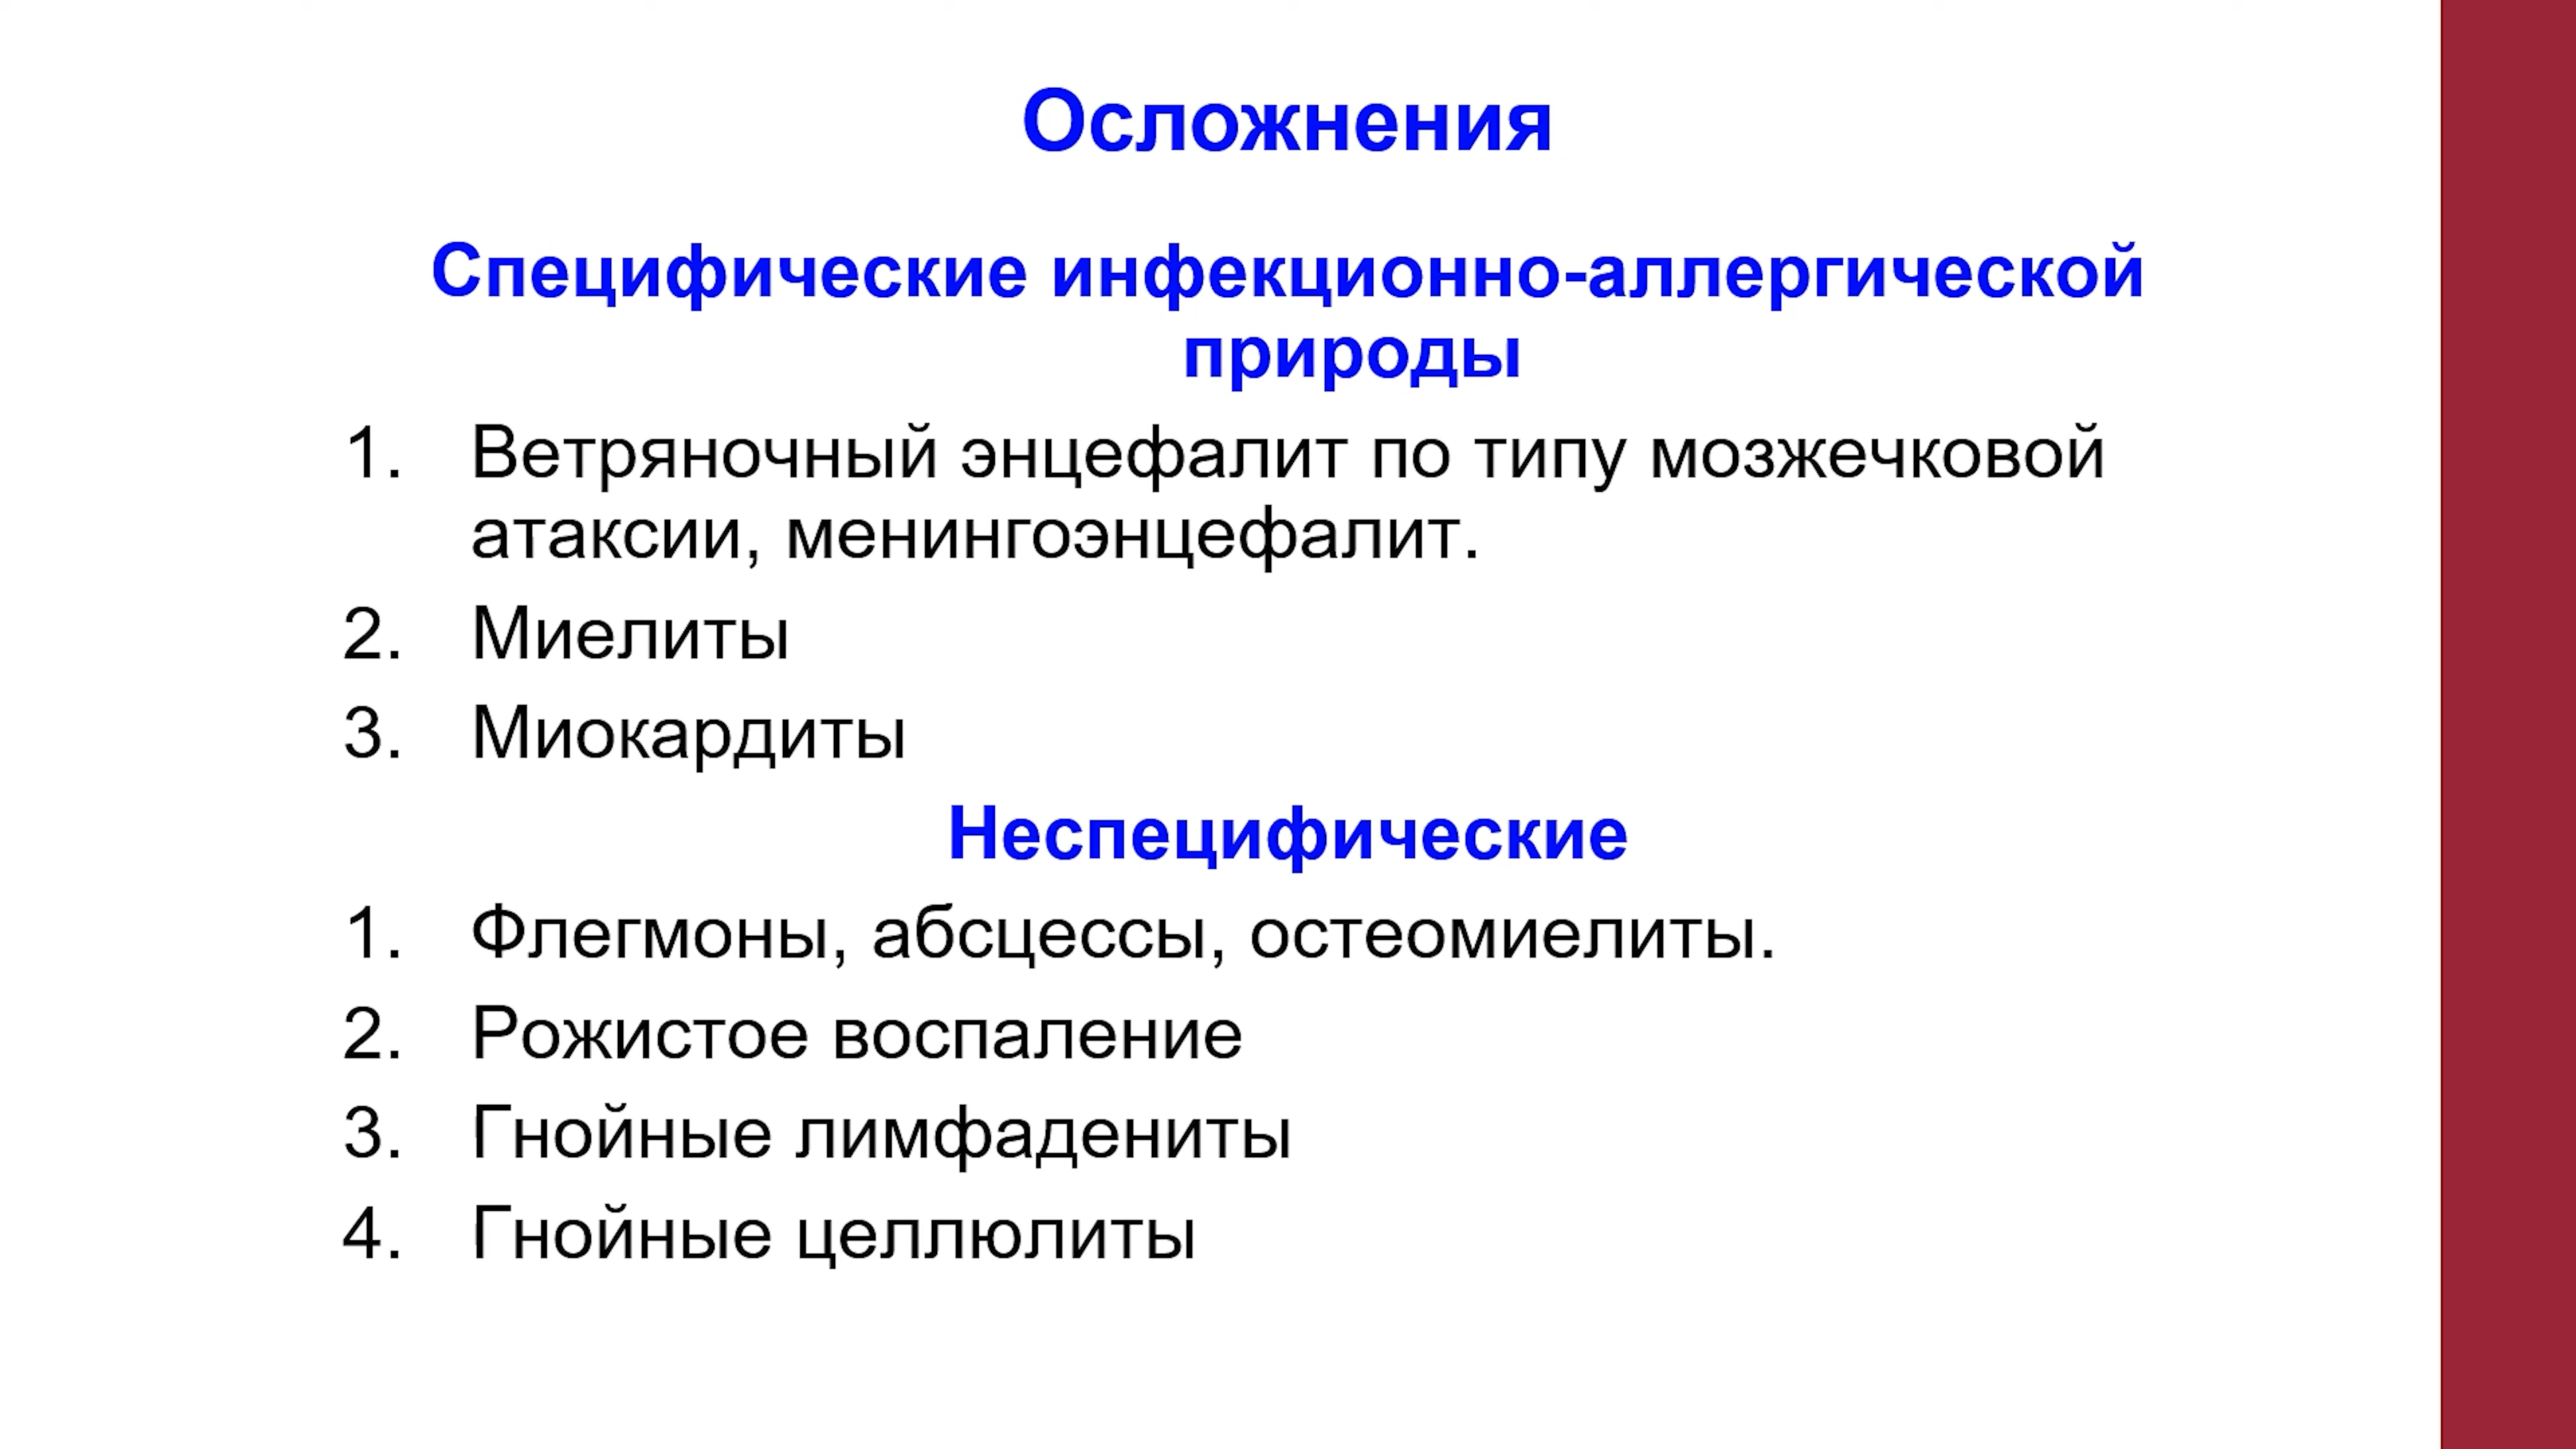 Осложнения
Специфические инфекционно-аллергической
природы
1. Ветряночный энцефалит по типу мозжечковой
атаксии, менингоэнцефалит.
2. Миелиты
3. Миокардиты
Неспецифические
1. Флегмоны, абсцессы, остеомиелиты.
2. Рожистое воспаление
3. Гнойные лимфадениты
4. Гнойные целлюлиты